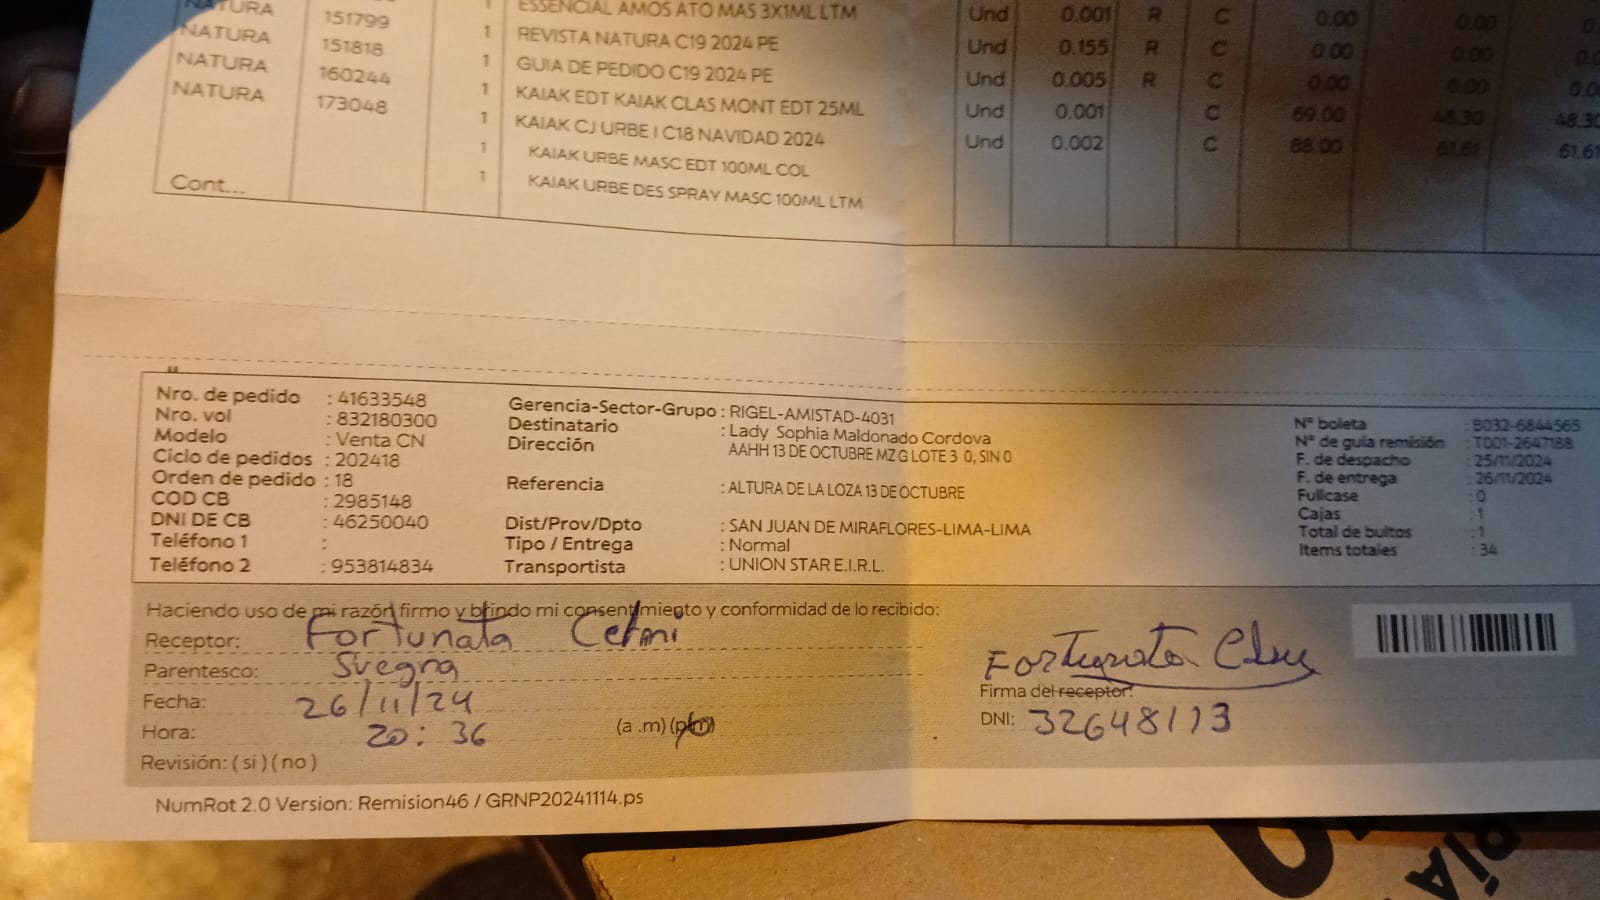 NATURA 151799 1 ESSENCIAL AMOS ATO MAS 3X1ML LTM Und 0.001 R C 0.00 0.00
NATURA 151818 1 REVISTA NATURA C19 2024 PE Und 0.155 R C 0.00 0.00
NATURA 160244 1 GUIA DE PEDIDO C19 2024 PE Und 0.005 R C 0.00 0.00
NATURA 173048 1 KAIAK EDT KAIAK CLAS MONT EDT 25ML Und 0.001 C 69.00 48.30 48.30
1 KAIAK CJ URBE I C18 NAVIDAD 2024 Und 0.002 C 88.00 61.61 61.61
1 KAIAK URBE MASC EDT 100ML COL
Cont... 1 KAIAK URBE DES SPRAY MASC 100ML LTM
Nro. de pedido : 41633548
Nro. vol : 832180300
Modelo : Venta CN
Ciclo de pedidos : 202418
Orden de pedido : 18
COD CB : 2985148
DNI DE CB : 46250040
Teléfono 1 :
Teléfono 2 : 953814834
Gerencia-Sector-Grupo : RIGEL-AMISTAD-4031
Destinatario : Lady Sophia Maldonado Cordova
Dirección AAHH 13 DE OCTUBRE MZ G LOTE 3 0, SIN 0
Referencia : ALTURA DE LA LOZA 13 DE OCTUBRE
Dist/Prov/Dpto : SAN JUAN DE MIRAFLORES-LIMA-LIMA
Tipo / Entrega : Normal
Transportista : UNION STAR E.I.R.L.
Nº boleta : B032-6844565
Nº de guía remisión : T001-2647188
F. de despacho : 25/11/2024
F. de entrega : 26/11/2024
Fullcase : 0
Cajas : 1
Total de bultos : 1
Items totales : 34
Haciendo uso de mi razón firmo y brindo mi consentimiento y conformidad de lo recibido:
Receptor: Fortunata Celmi
Parentesco: Svegra
Fecha: 26/11/24
Hora: 20:36 (a .m) (pm)
Revisión: ( si ) ( no )
Fortunata
Firma del receptor:
DNI: 32648113
NumRot 2.0 Version: Remision46 / GRNP20241114.ps